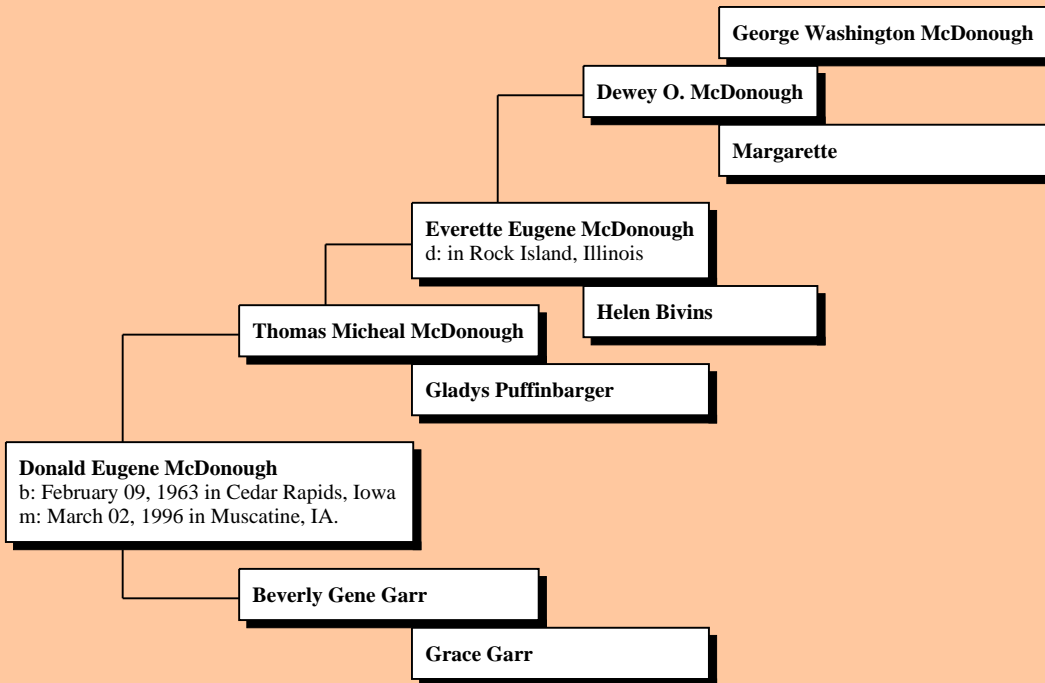 George Washington McDonough
Dewey O. McDonough
Margarette
Everette Eugene McDonough
d: in Rock Island, Illinois
Helen Bivins
Thomas Micheal McDonough
Gladys Puffinbarger
Donald Eugene McDonough
b: February 09, 1963 in Cedar Rapids, Iowa
m: March 02, 1996 in Muscatine, IA.
Beverly Gene Garr
Grace Garr